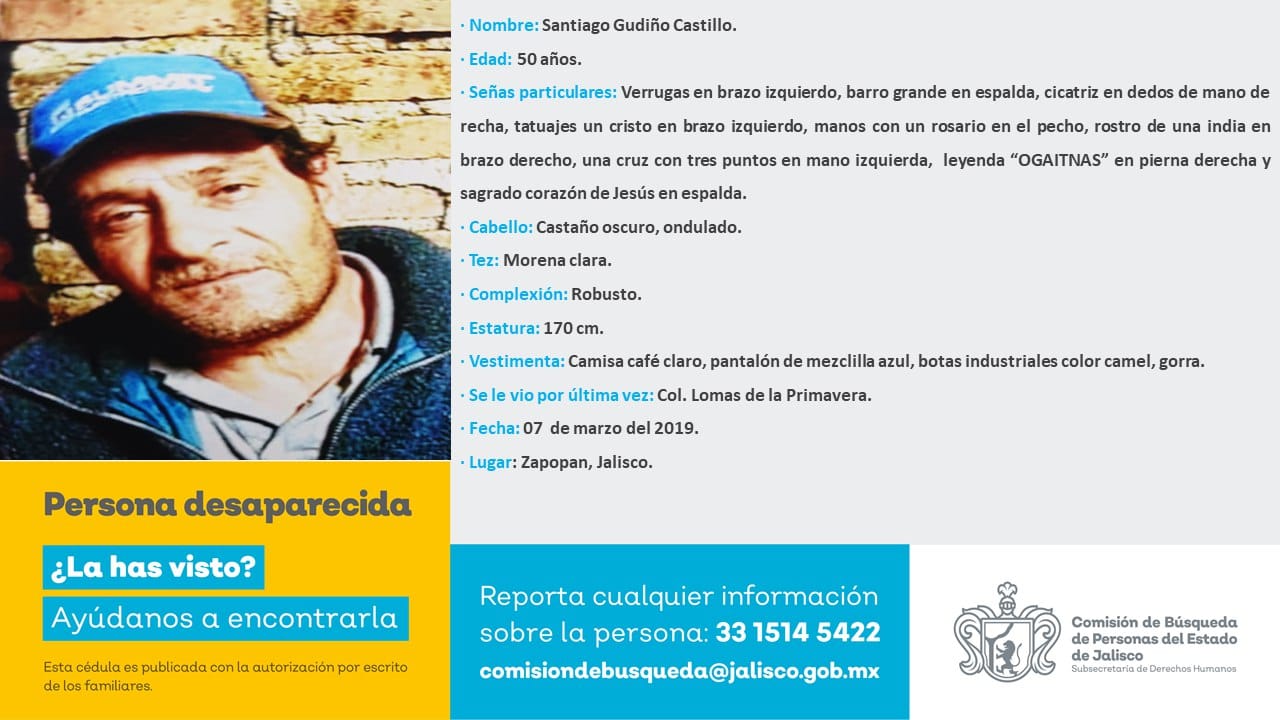 · Nombre: Santiago Gudiño Castillo.
· Edad: 50 años.
· Señas particulares: Verrugas en brazo izquierdo, barro grande en espalda, cicatriz en dedos de mano de
recha, tatuajes un cristo en brazo izquierdo, manos con un rosario en el pecho, rostro de una india en
brazo derecho, una cruz con tres puntos en mano izquierda, leyenda “OGAITNAS” en pierna derecha y
sagrado corazón de Jesús en espalda.
· Cabello: Castaño oscuro, ondulado.
· Tez: Morena clara.
· Complexión: Robusto.
· Estatura: 170 cm.
· Vestimenta: Camisa café claro, pantalón de mezclilla azul, botas industriales color camel, gorra.
· Se le vio por última vez: Col. Lomas de la Primavera.
· Fecha: 07 de marzo del 2019.
· Lugar: Zapopan, Jalisco.
Persona desaparecida
¿La has visto?
Ayúdanos a encontrarla
Esta cédula es publicada con la autorización por escrito
de los familiares.
Reporta cualquier información
sobre la persona: 33 1514 5422
comisiondebusqueda@jalisco.gob.mx
Comisión de Búsqueda
de Personas del Estado
de Jalisco
Subsecretaría de Derechos Humanos